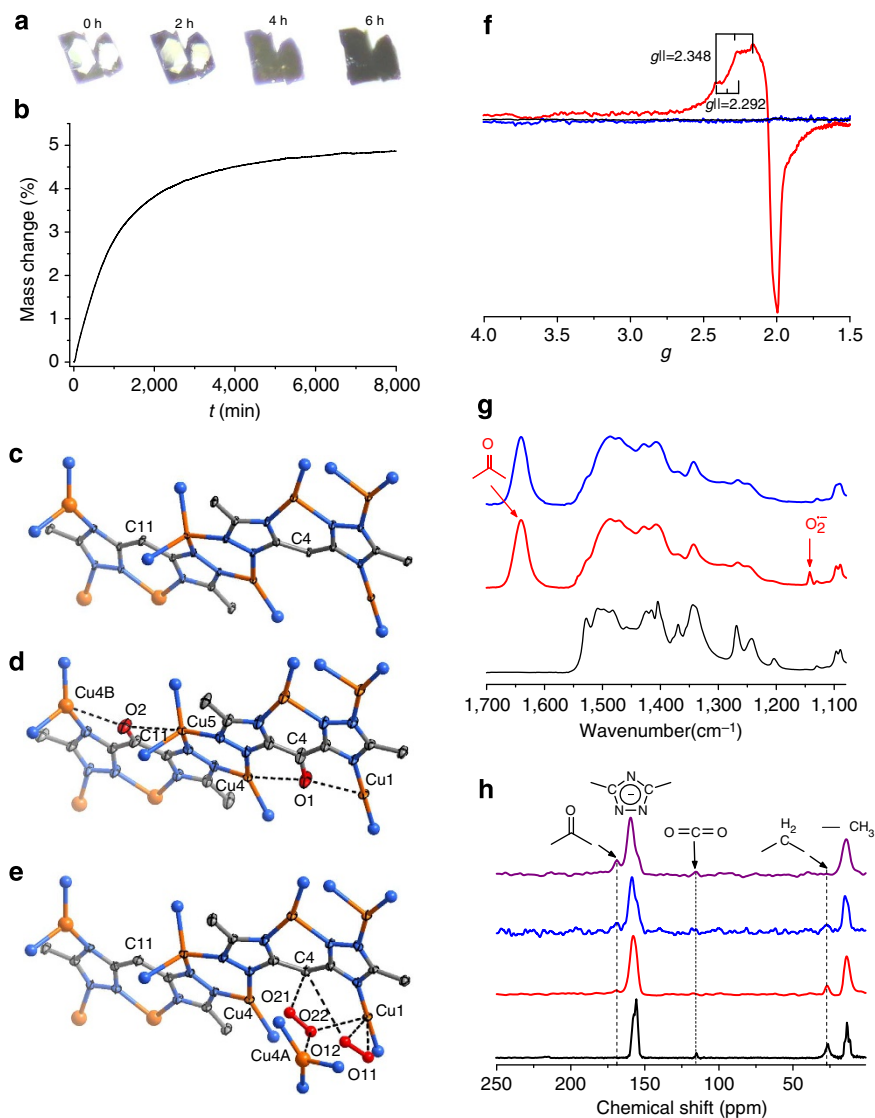 a
0 h 2 h 4 h 6 h
b
Mass change (%)
5
4
3
2
1
0
0 2,000 4,000 6,000 8,000
t (min)
c
C11
C4
d
Cu4B
O2
C11
Cu5
C4
Cu4
O1
Cu1
e
C11
C4
Cu4
O21
O22
Cu1
O12
Cu4A
O11
f
g||=2.348
g||=2.292
4.0 3.5 3.0 2.5 2.0 1.5
g
g
O
O2•−
1,700 1,600 1,500 1,400 1,300 1,200 1,100
Wavenumber(cm−1)
h
N
−
N N
O
O=C=O
H2
C
— CH3
250 200 150 100 50
Chemical shift (ppm)